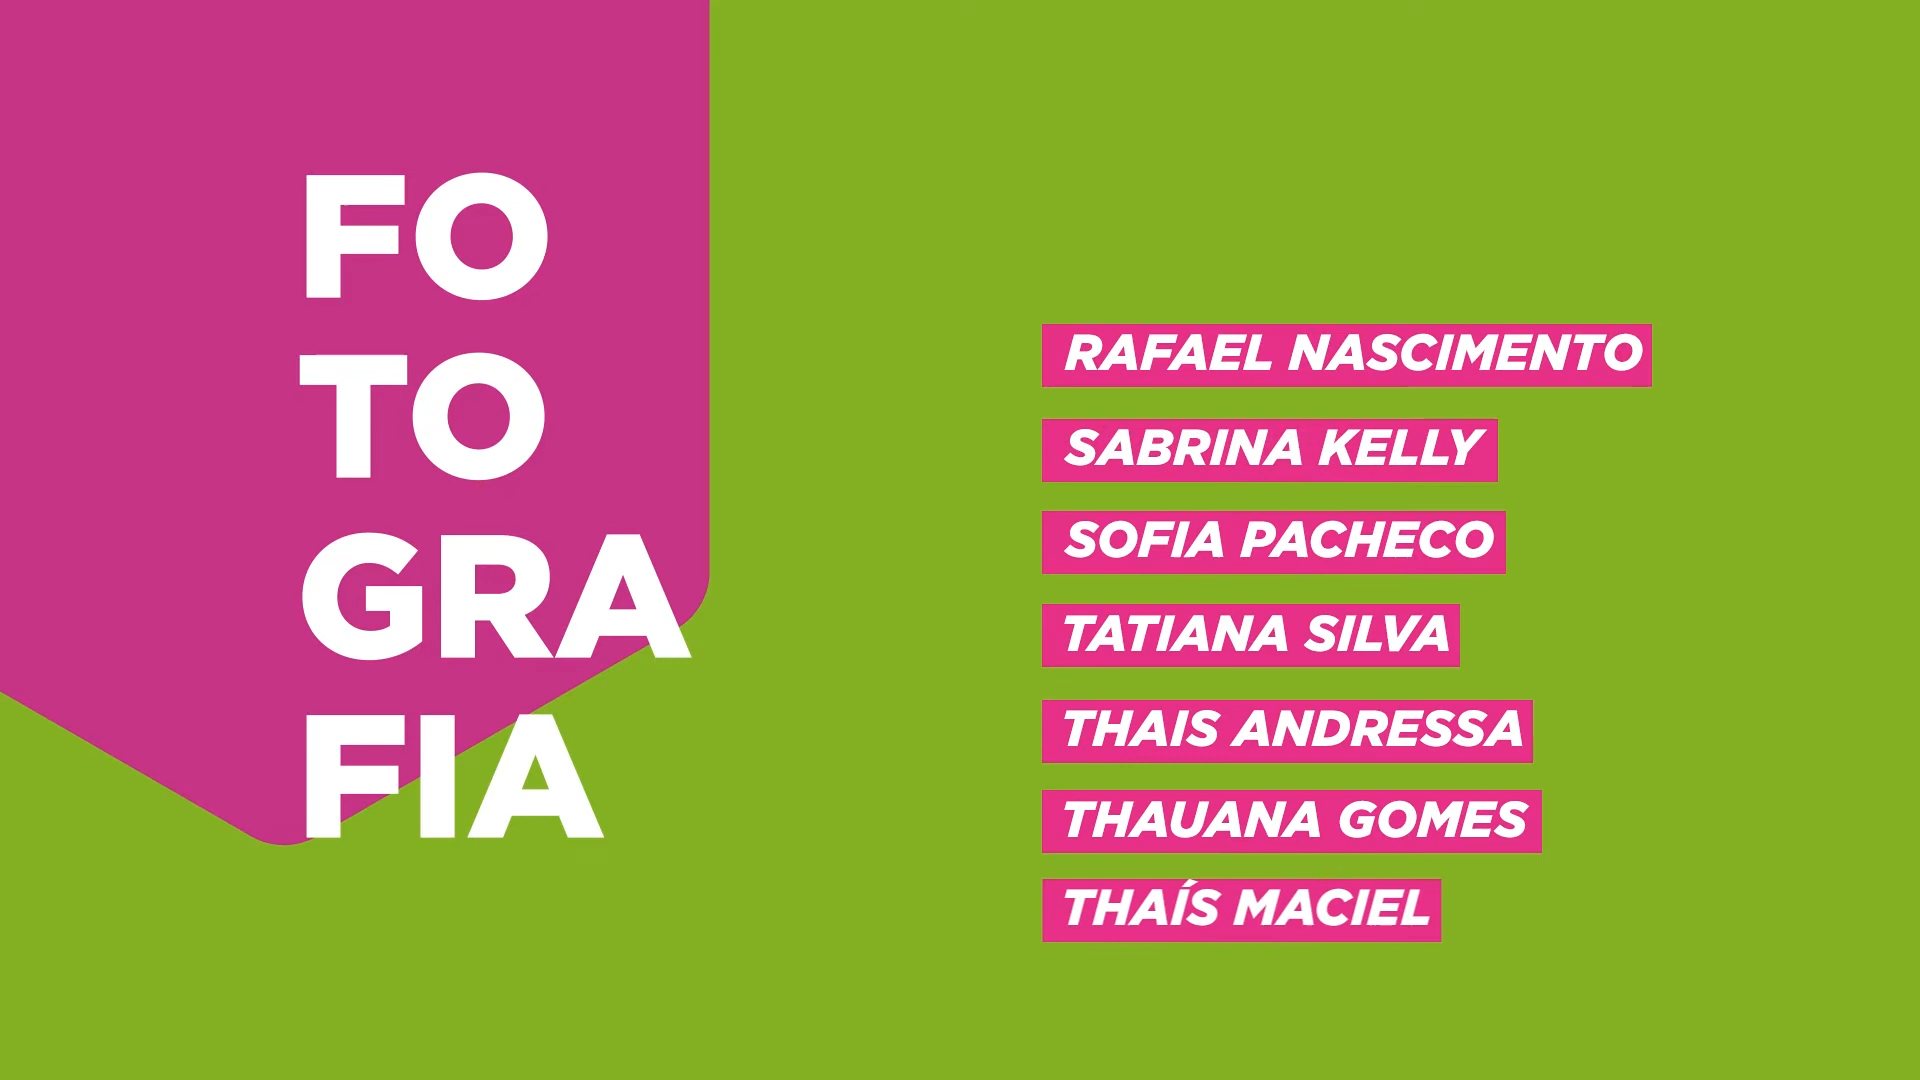 FO
TO
GRA
FIA
RAFAEL NASCIMENTO
SABRINA KELLY
SOFIA PACHECO
TATIANA SILVA
THAIS ANDRESSA
THAUANA GOMES
THAÍS MACIEL